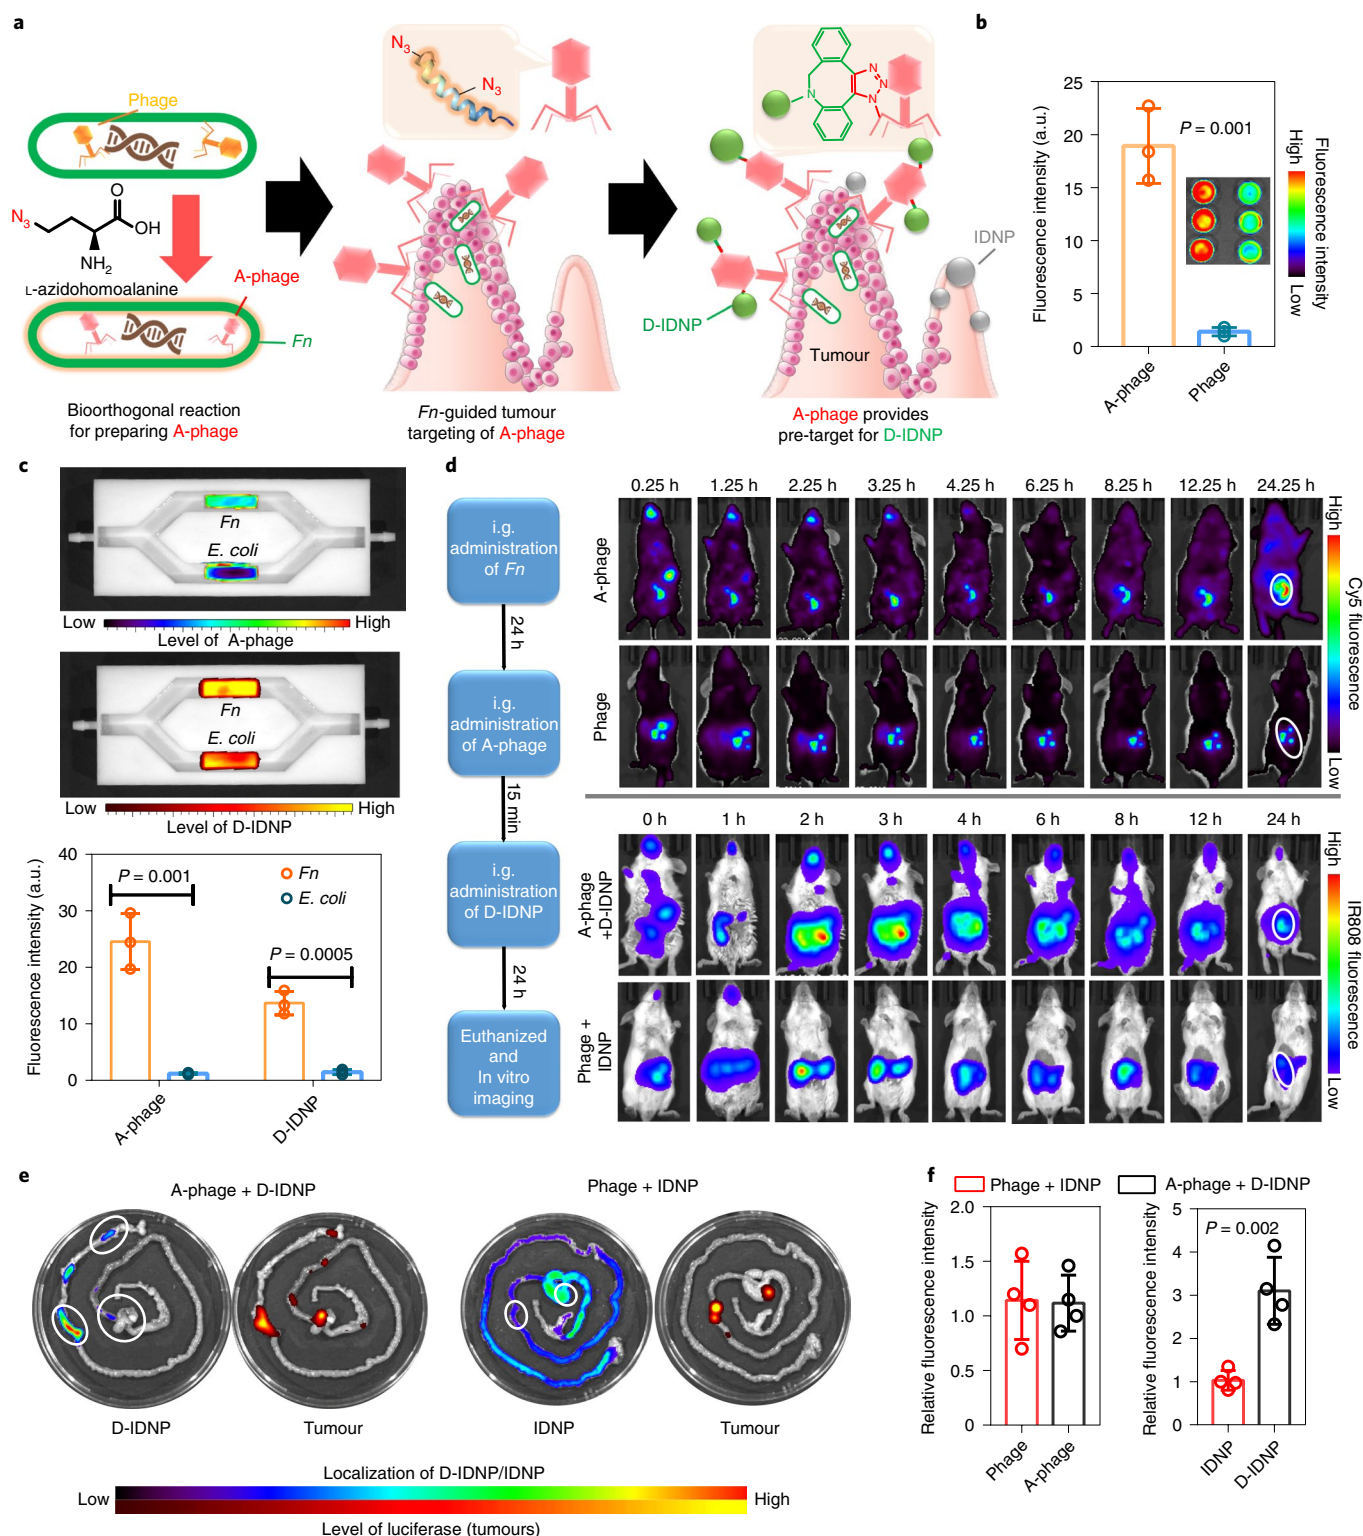 a
Phage
N3
O
OH
NH2
L-azidohomoalanine
A-phage
Fn
Bioorthogonal reaction
for preparing A-phage
N3
N3
Fn-guided tumour
targeting of A-phage
N
N
N
N
IDNP
D-IDNP
Tumour
A-phage provides
pre-target for D-IDNP
b
Fluorescence intensity (a.u.)
25
20
15
10
5
0
P = 0.001
A-phage
Phage
High
Low
Fluorescence intensity
c
Fn
E. coli
Low
High
Level of A-phage
Fn
E. coli
Low
High
Level of D-IDNP
Fluorescence intensity (a.u.)
40
30
20
10
0
P = 0.001
P = 0.0005
Fn
E. coli
A-phage
D-IDNP
d
i.g.
administration
of Fn
24 h
i.g.
administration
of A-phage
15 min
i.g.
administration
of D-IDNP
24 h
Euthanized
and
In vitro
imaging
0.25 h 1.25 h 2.25 h 3.25 h 4.25 h 6.25 h 8.25 h 12.25 h 24.25 h
A-phage
Phage
High
Low
Cy5 fluorescence
0 h 1 h 2 h 3 h 4 h 6 h 8 h 12 h 24 h
A-phage
+D-IDNP
Phage +
IDNP
High
Low
IR808 fluorescence
e
A-phage + D-IDNP
Phage + IDNP
D-IDNP
Tumour
IDNP
Tumour
Localization of D-IDNP/IDNP
Low
High
Level of luciferase (tumours)
f
Phage + IDNP
A-phage + D-IDNP
Relative fluorescence intensity
2.0
1.5
1.0
0.5
0
Phage
A-phage
Relative fluorescence intensity
5
4
3
2
1
0
P = 0.002
IDNP
D-IDNP